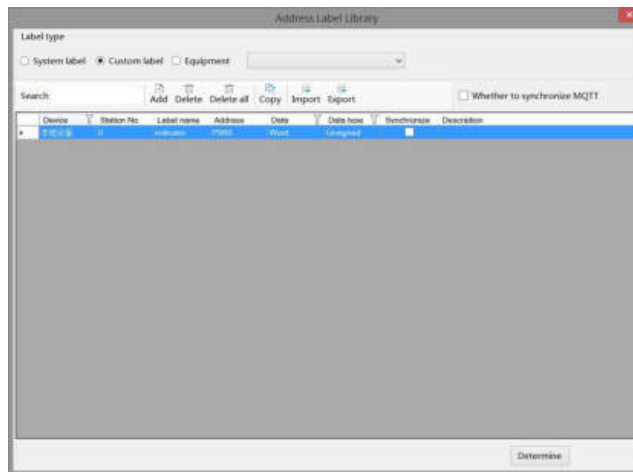 Address Label Library
Label type
System label Custom label Equipment
Search Add Delete Delete all Copy Import Export Whether to synchronize MQTT
Device Station No. Label name Address Data Data type Synchronize Description
0 indicator Word Unsigned
Determine